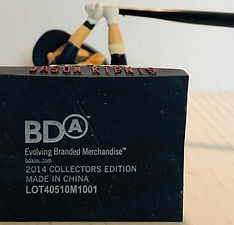 JASON KIPNIS
BDA
Evolving Branded Merchandise™
bdainc.com
2014 COLLECTORS EDITION
MADE IN CHINA
LOT40510M1001